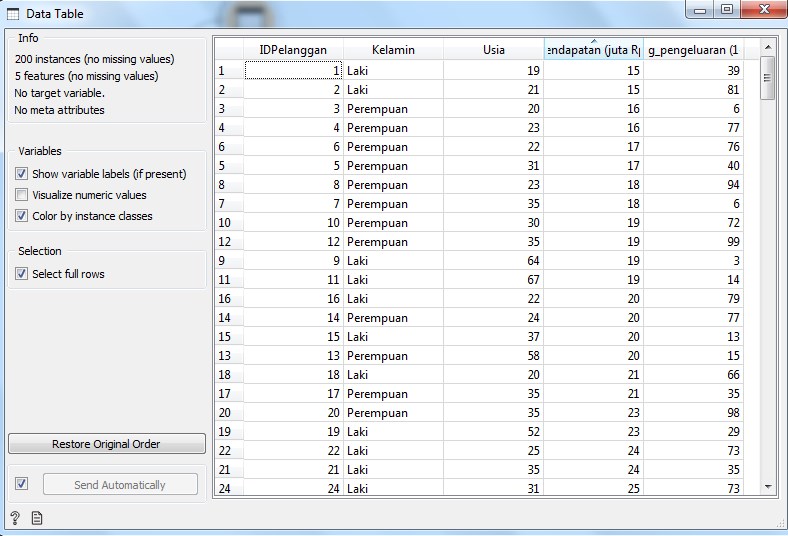 Data Table
Info
200 instances (no missing values)
5 features (no missing values)
No target variable.
No meta attributes
Variables
Show variable labels (if present)
Visualize numeric values
Color by instance classes
Selection
Select full rows
Restore Original Order
Send Automatically
IDPelanggan Kelamin Usia endapatan (juta Rp g_pengeluaran (1
1 1 Laki 19 15 39
2 2 Laki 21 15 81
3 3 Perempuan 20 16 6
4 4 Perempuan 23 16 77
6 6 Perempuan 22 17 76
5 5 Perempuan 31 17 40
8 8 Perempuan 23 18 94
7 7 Perempuan 35 18 6
10 10 Perempuan 30 19 72
12 12 Perempuan 35 19 99
9 9 Laki 64 19 3
11 11 Laki 67 19 14
16 16 Laki 22 20 79
14 14 Perempuan 24 20 77
15 15 Laki 37 20 13
13 13 Perempuan 58 20 15
18 18 Laki 20 21 66
17 17 Perempuan 35 21 35
20 20 Perempuan 35 23 98
19 19 Laki 52 23 29
22 22 Laki 25 24 73
21 21 Laki 35 24 35
24 24 Laki 31 25 73